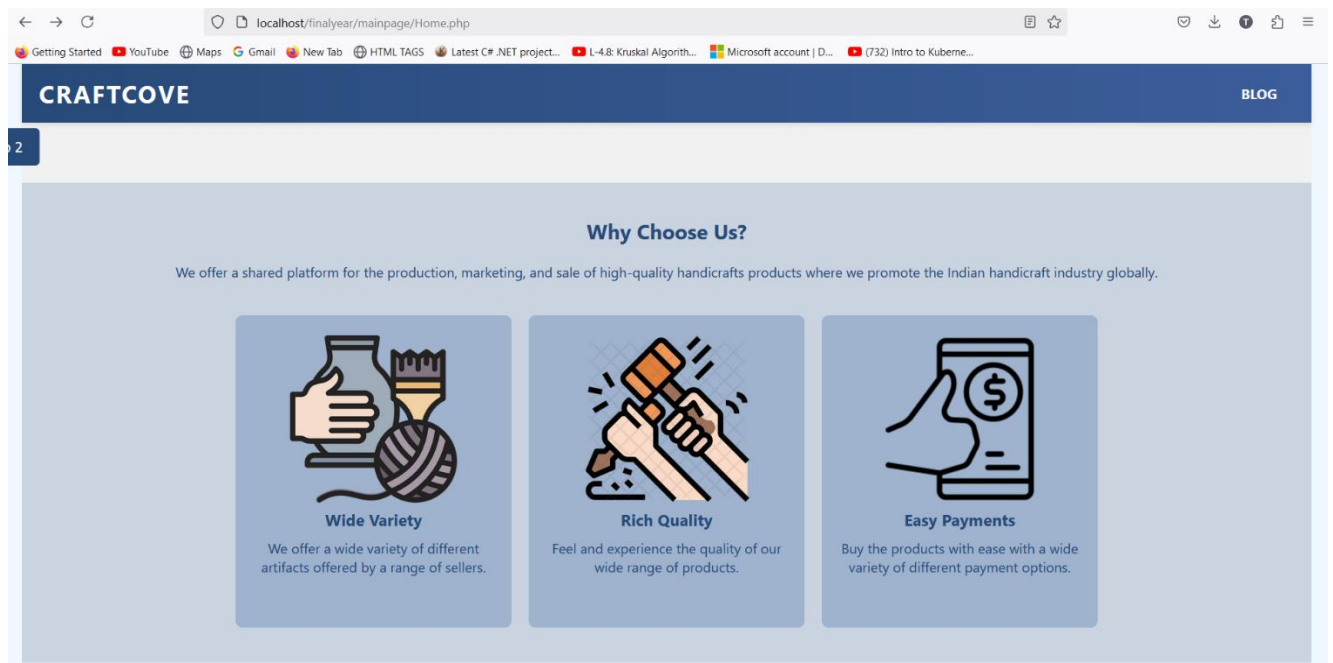 localhost/finalyear/mainpage/Home.php
T
Getting Started YouTube Maps Gmail New Tab HTML TAGS Latest C# .NET project... L-4.8: Kruskal Algorith... Microsoft account | D... (732) Intro to Kuberne...
CRAFTCOVE BLOG
2
Why Choose Us?
We offer a shared platform for the production, marketing, and sale of high-quality handicrafts products where we promote the Indian handicraft industry globally.
$
Wide Variety
We offer a wide variety of different
artifacts offered by a range of sellers.
Rich Quality
Feel and experience the quality of our
wide range of products.
Easy Payments
Buy the products with ease with a wide
variety of different payment options.